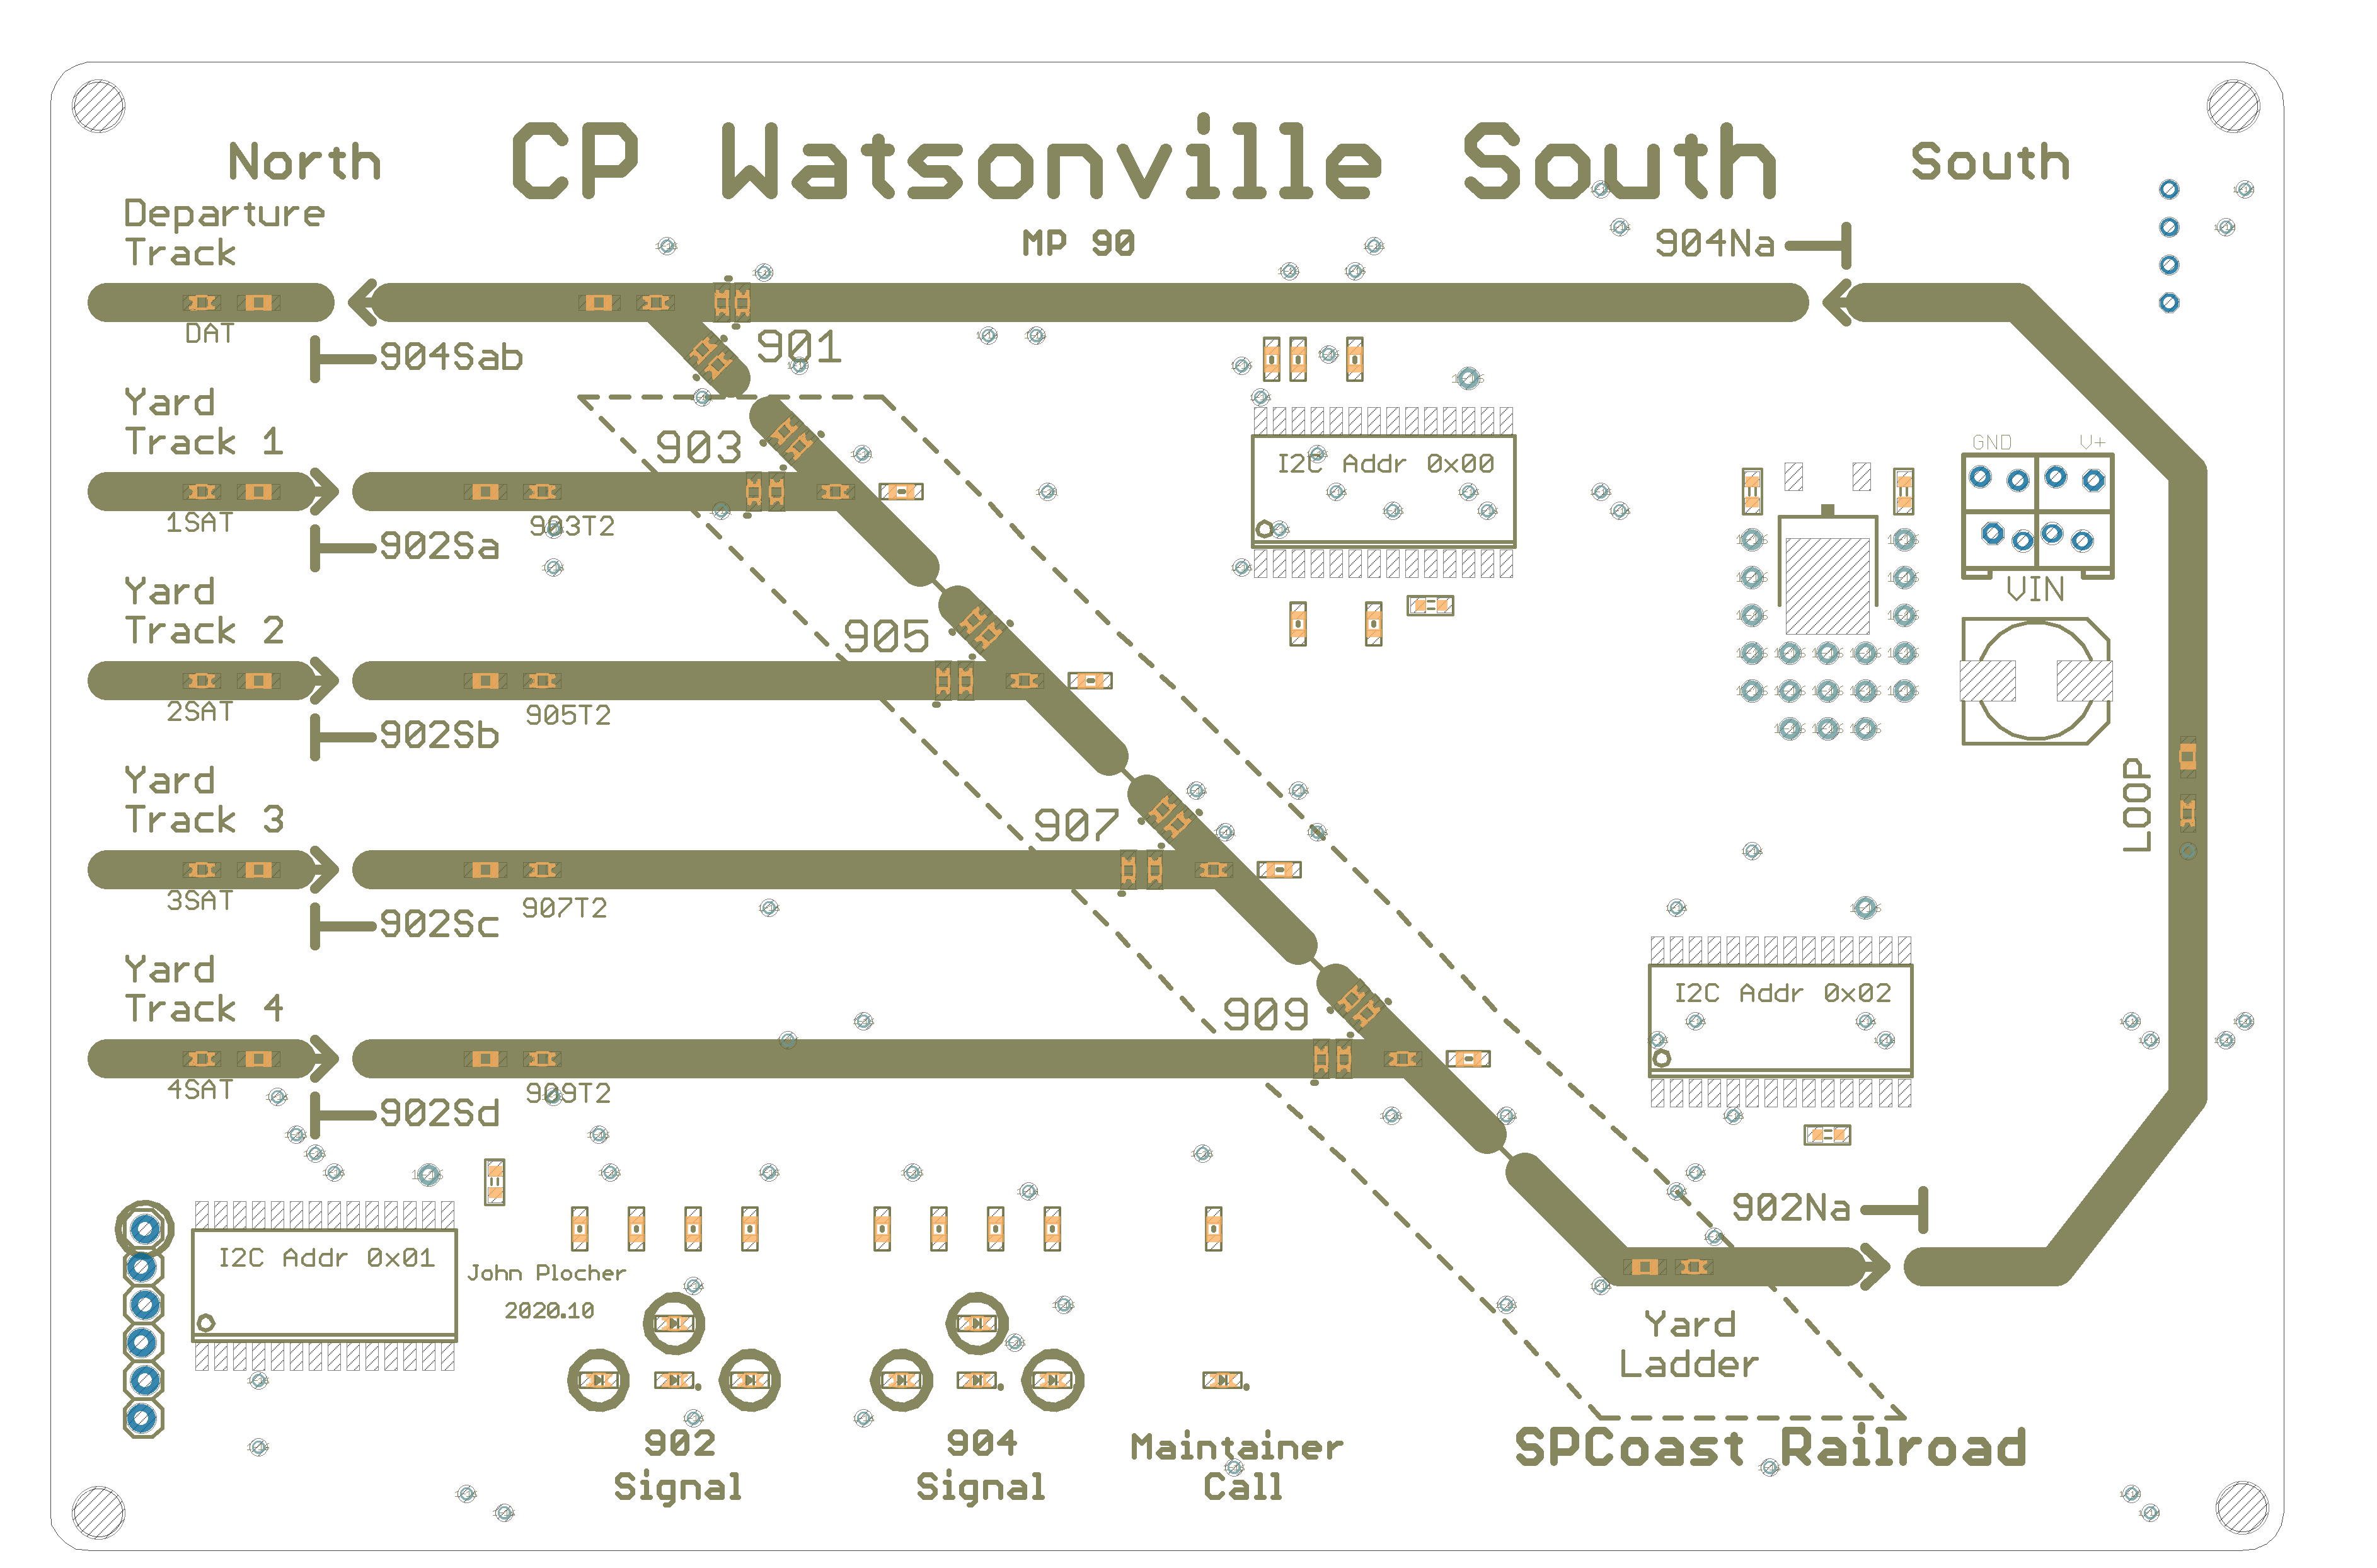 CP Watsonville South
North
South
MP 90
904Na
Departure
Track
DAT
904Sab
901
Yard
Track 1
903
1SAT
903T2
902Sa
I2C Addr 0x00
GND V+
VIN
Yard
Track 2
905
2SAT
905T2
902Sb
Yard
Track 3
907
LOOP
3SAT
907T2
902Sc
Yard
Track 4
909
I2C Addr 0x02
4SAT
909T2
902Sd
902Na
I2C Addr 0x01
John Plocher
2020.10
Yard
Ladder
902
Signal
904
Signal
Maintainer
Call
SPCoast Railroad